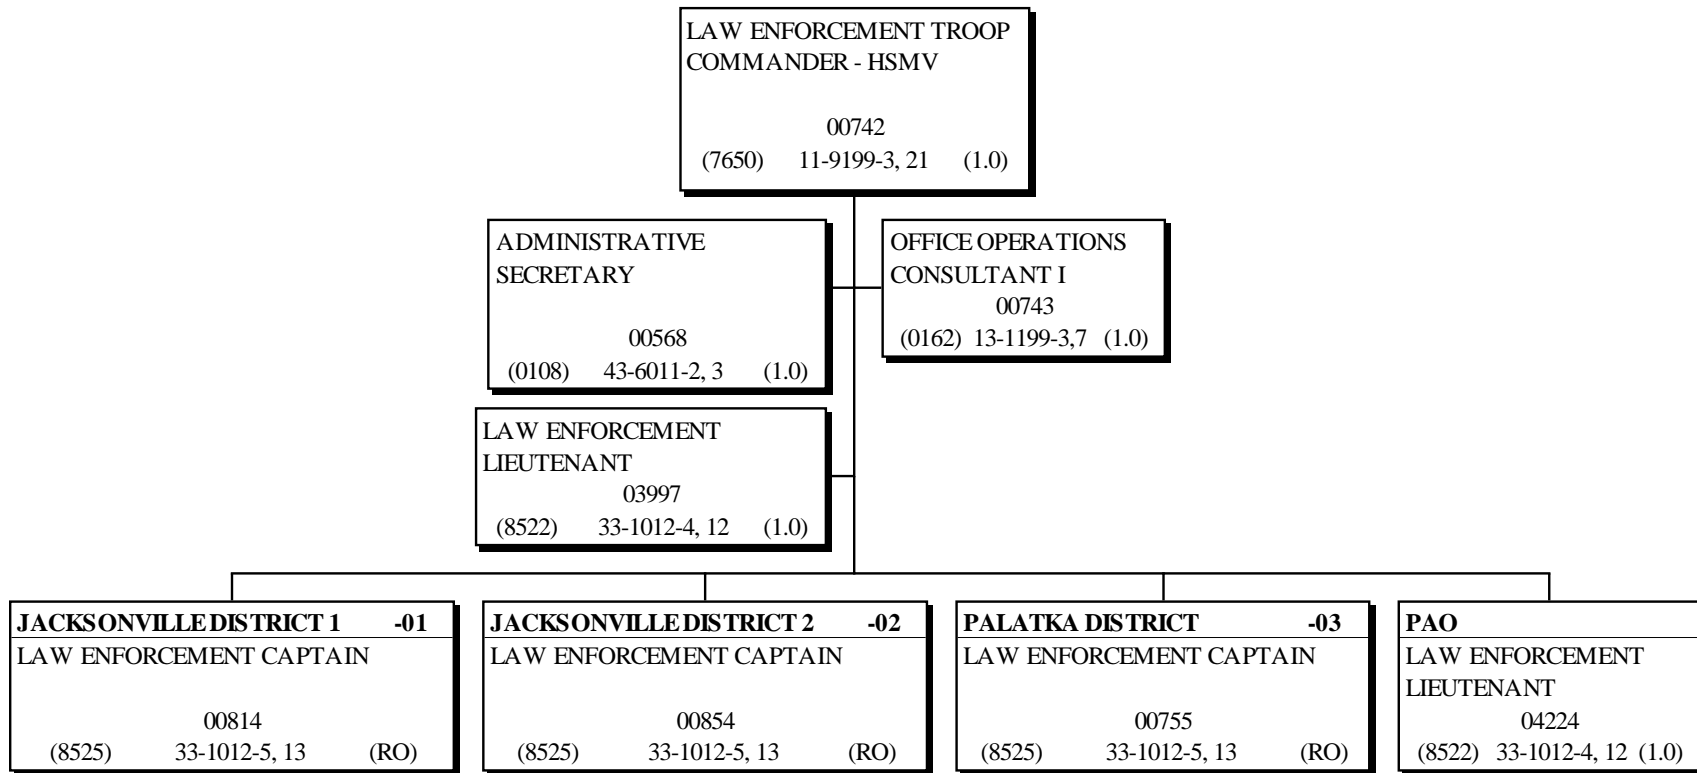 LAW ENFORCEMENT TROOP
COMMANDER - HSMV
00742
(7650) 11-9199-3, 21 (1.0)
ADMINISTRATIVE
SECRETARY
00568
(0108) 43-6011-2, 3 (1.0)
OFFICE OPERATIONS
CONSULTANT I
00743
(0162) 13-1199-3,7 (1.0)
LAW ENFORCEMENT
LIEUTENANT
03997
(8522) 33-1012-4, 12 (1.0)
JACKSONVILLE DISTRICT 1 -01
LAW ENFORCEMENT CAPTAIN
00814
(8525) 33-1012-5, 13 (RO)
JACKSONVILLE DISTRICT 2 -02
LAW ENFORCEMENT CAPTAIN
00854
(8525) 33-1012-5, 13 (RO)
PALATKA DISTRICT -03
LAW ENFORCEMENT CAPTAIN
00755
(8525) 33-1012-5, 13 (RO)
PAO
LAW ENFORCEMENT
LIEUTENANT
04224
(8522) 33-1012-4, 12 (1.0)